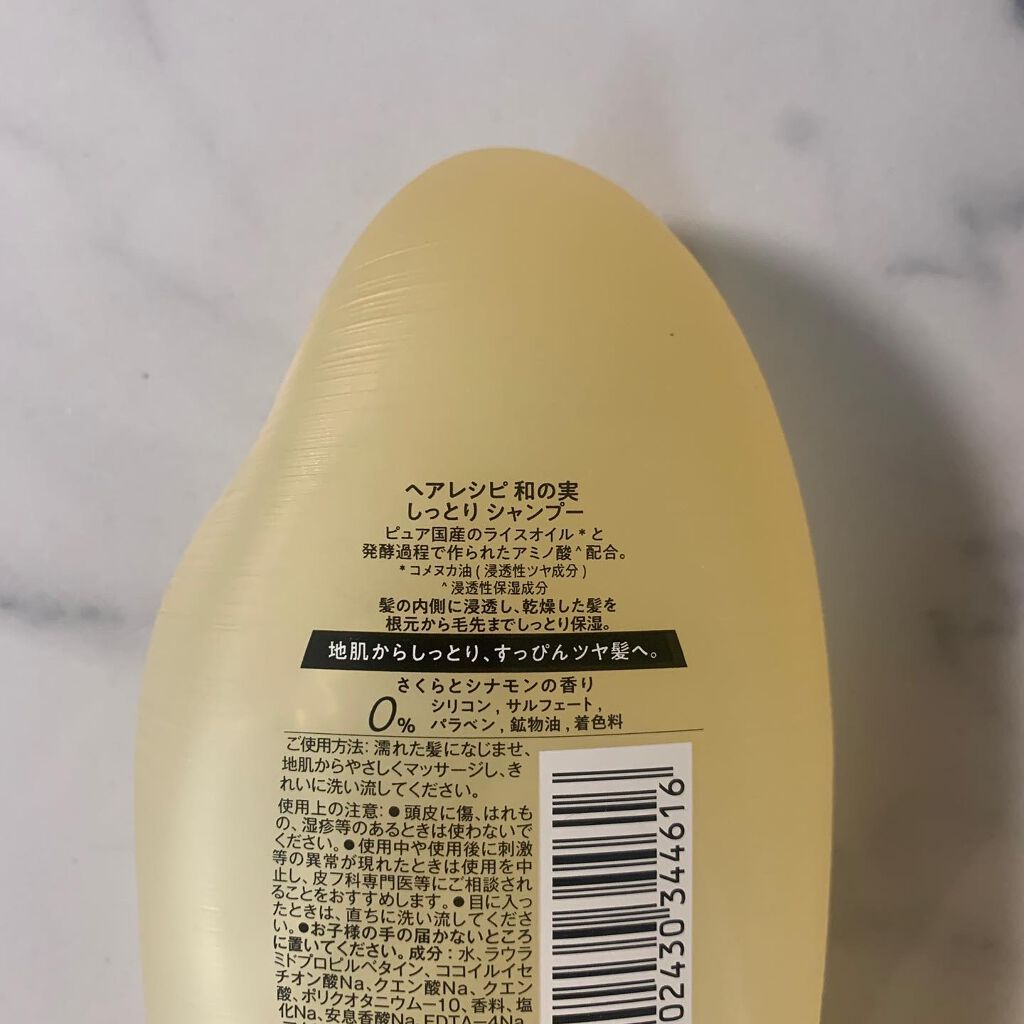 ヘアレシピ 和の実
しっとり シャンプー
ピュア国産のライスオイル * と
発酵過程で作られたアミノ酸 ^ 配合。
* コメヌカ油 ( 浸透性ツヤ成分 )
^ 浸透性保湿成分
髪の内側に浸透し、乾燥した髪を
根元から毛先までしっとり保湿。
地肌からしっとり、すっぴんツヤ髪へ。
さくらとシナモンの香り
0% シリコン , サルフェート ,
パラベン , 鉱物油 , 着色料
ご使用方法: 濡れた髪になじませ、
地肌からやさしくマッサージし、き
れいに洗い流してください。
使用上の注意: ●頭皮に傷、はれも
の、湿疹等のあるときは使わないで
ください。●使用中や使用後に刺激
等の異常が現れたときは使用を中
止し、皮フ科専門医等にご相談され
ることをおすすめします。●目に入っ
たときは、直ちに洗い流してくださ
い。●お子様の手の届かないところ
に置いてください。成分 : 水、ラウラ
ミドプロピルベタイン、ココイルイセ
チオン酸Na、クエン酸Na、クエン
酸、ポリクオタニウム−10、香料、塩
化Na、安息香酸Na、EDTA−4Na、
02430 344616